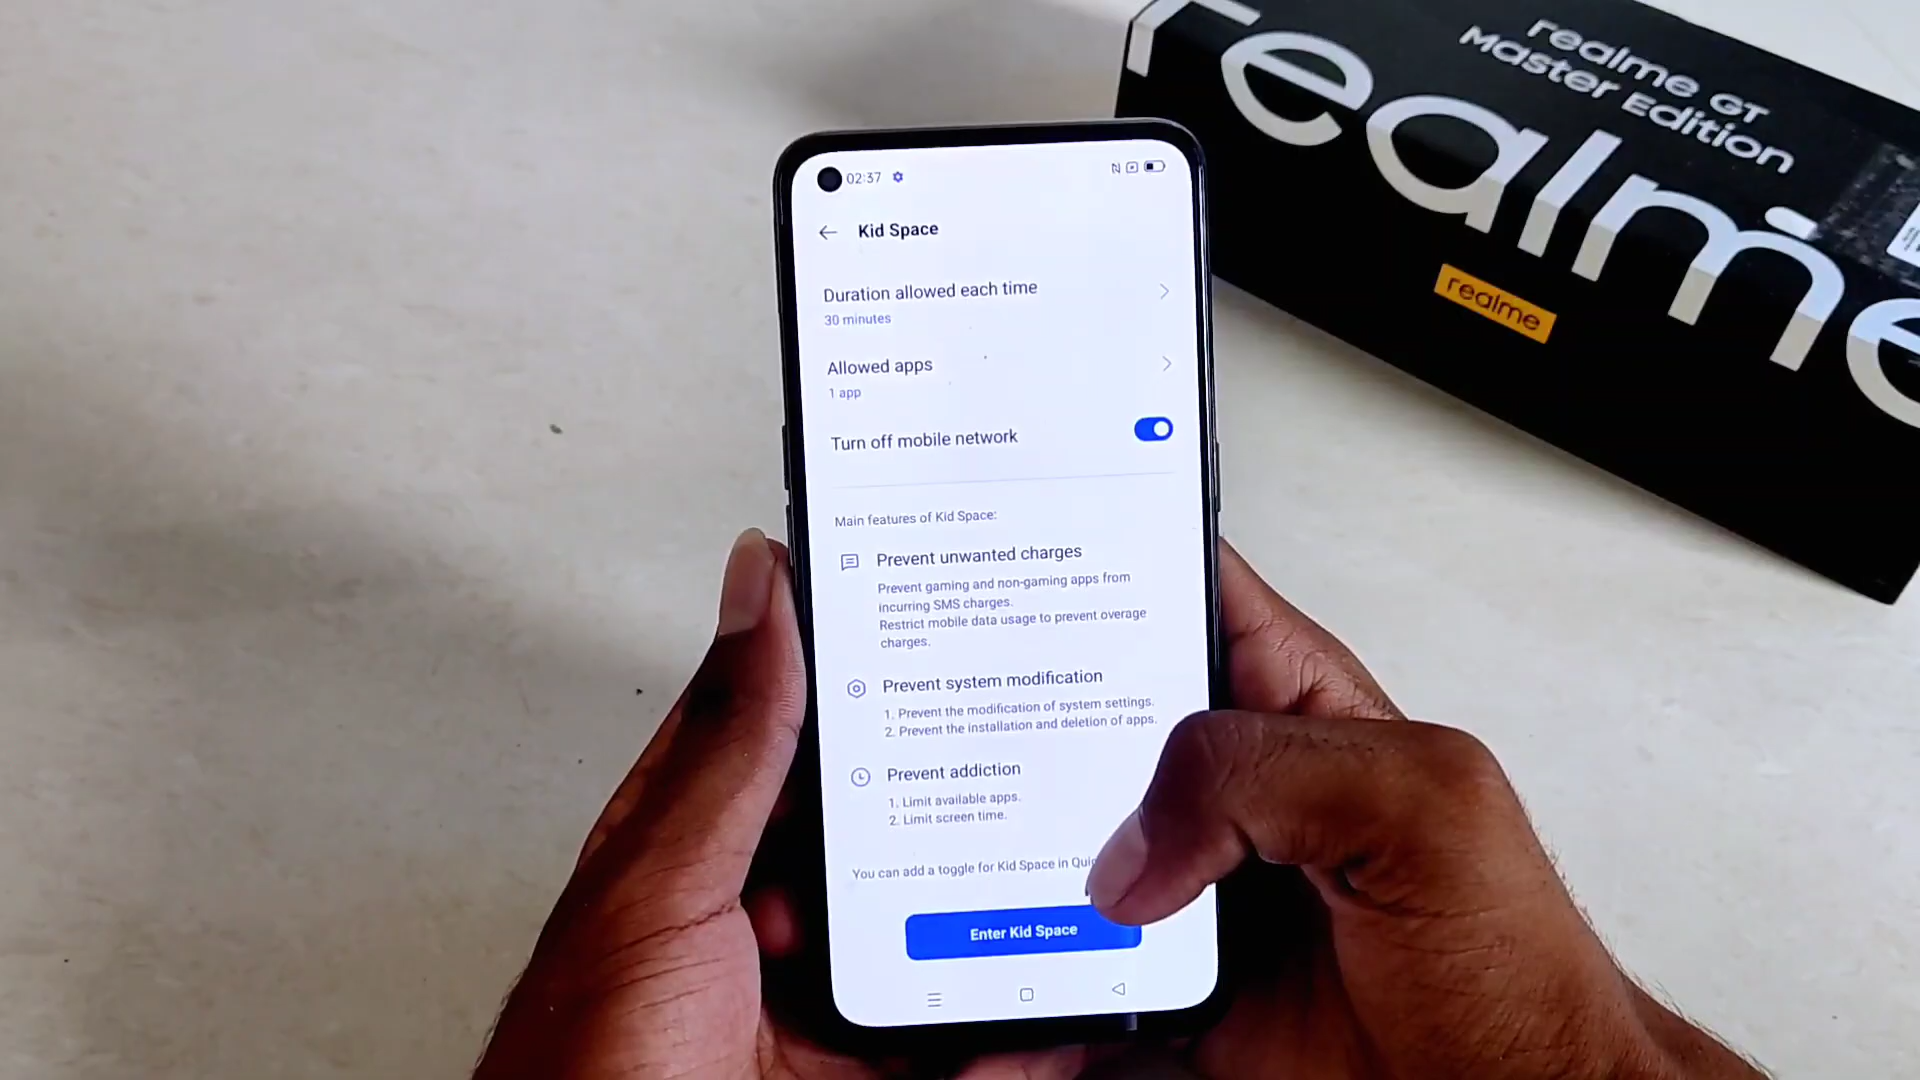 realme GT
Master Edition
realme
realme
02:37
Kid Space
Duration allowed each time
30 minutes
Allowed apps
1 app
Turn off mobile network
Main features of Kid Space:
Prevent unwanted charges
Prevent gaming and non-gaming apps from
incurring SMS charges.
Restrict mobile data usage to prevent overage
charges.
Prevent system modification
1. Prevent the modification of system settings.
2. Prevent the installation and deletion of apps.
Prevent addiction
1. Limit available apps.
2. Limit screen time.
You can add a toggle for Kid Space in
Enter Kid Space